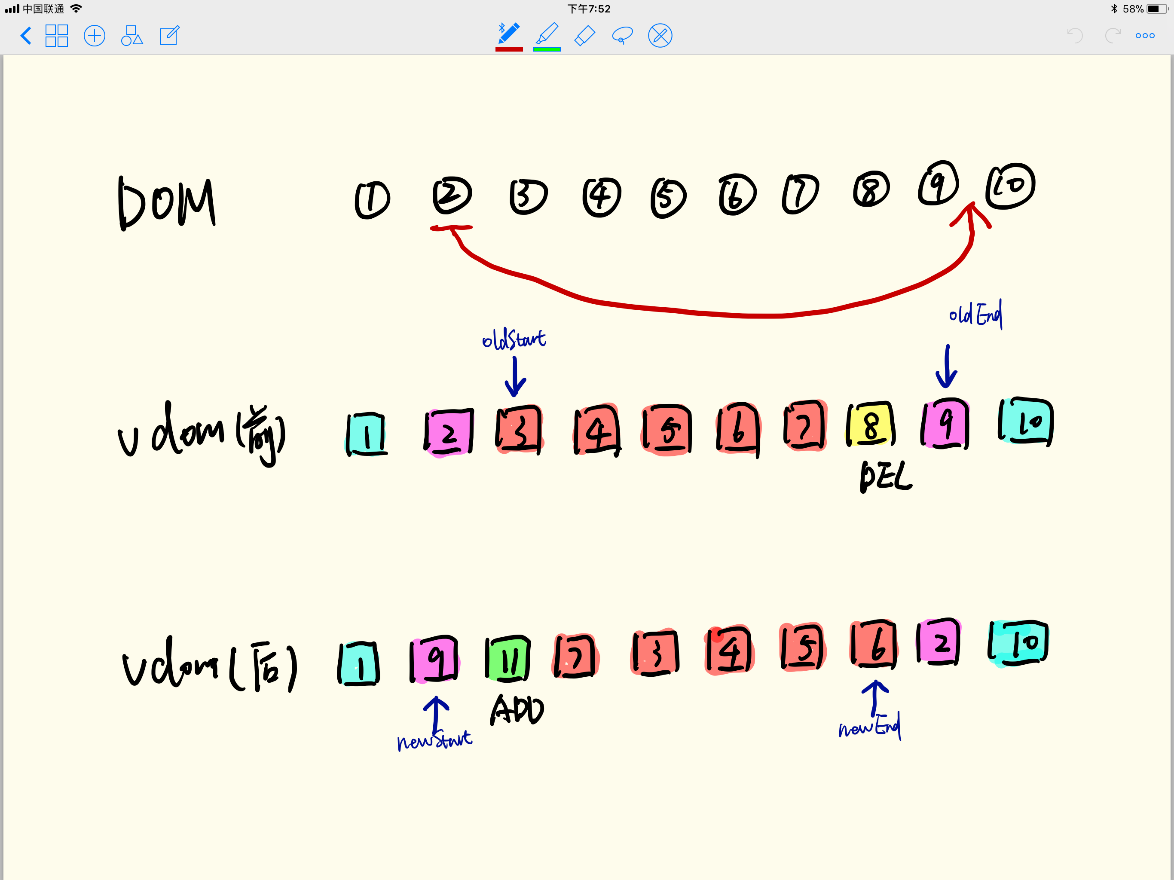 中国联通 下午7:52 58%
DOM ① ② ③ ④ ⑤ ⑥ ⑦ ⑧ ⑨ ⑩
oldStart oldEnd
vdom(前) 1 2 3 4 5 6 7 8 9 10
DEL
vdom(后) 1 9 11 7 3 4 5 6 2 10
ADD
newStart newEnd